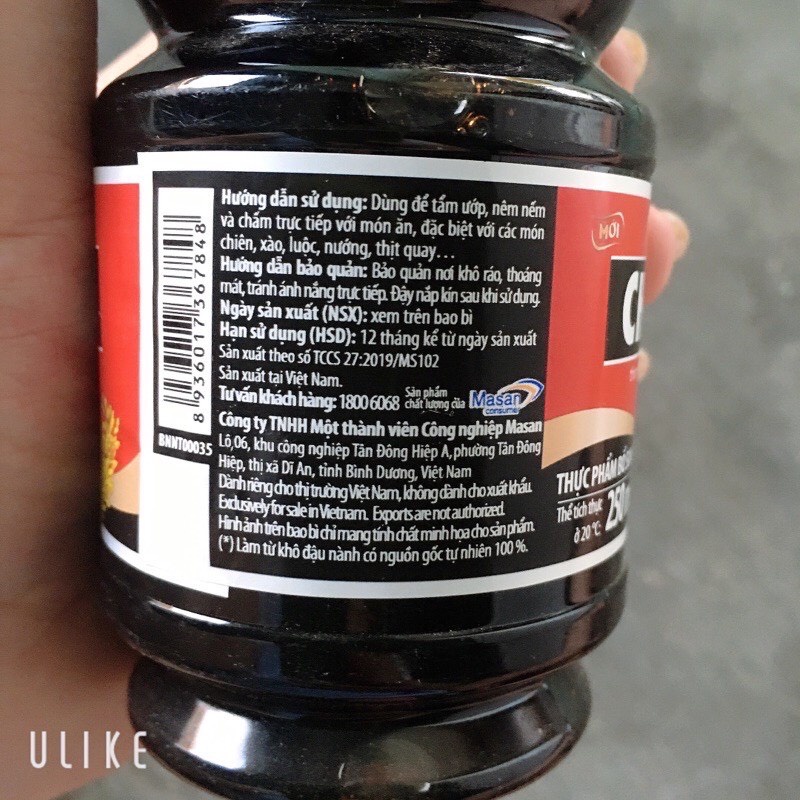 Hướng dẫn sử dụng: Dùng để tẩm ướp, nêm nếm
và chấm trực tiếp với món ăn, đặc biệt với các món
chiên, xào, luộc, nướng, thịt quay...
Hướng dẫn bảo quản: Bảo quản nơi khô ráo, thoáng
mát, tránh ánh nắng trực tiếp. Đậy nắp kín sau khi sử dụng.
Ngày sản xuất (NSX): xem trên bao bì
Hạn sử dụng (HSD): 12 tháng kể từ ngày sản xuất
Sản xuất theo số TCCS 27:2019/MS102
Sản xuất tại Việt Nam.
Tư vấn khách hàng: 1800 6068
Sản phẩm
chất lượng của
Masan
consumer
Công ty TNHH Một thành viên Công nghiệp Masan
Lô 06, khu công nghiệp Tân Đông Hiệp A, phường Tân Đông
Hiệp, thị xã Dĩ An, tỉnh Bình Dương, Việt Nam
Dành riêng cho thị trường Việt Nam, không dành cho xuất khẩu.
Exclusively for sale in Vietnam. Exports are not authorized.
Hình ảnh trên bao bì chỉ mang tính chất minh họa cho sản phẩm.
(*) Làm từ khô đậu nành có nguồn gốc tự nhiên 100 %.
8 936017 367848
BNNT00035
MỚI
THỰC PHẨM
Thể tích thực
ở 20 °C:
250
ULIKE